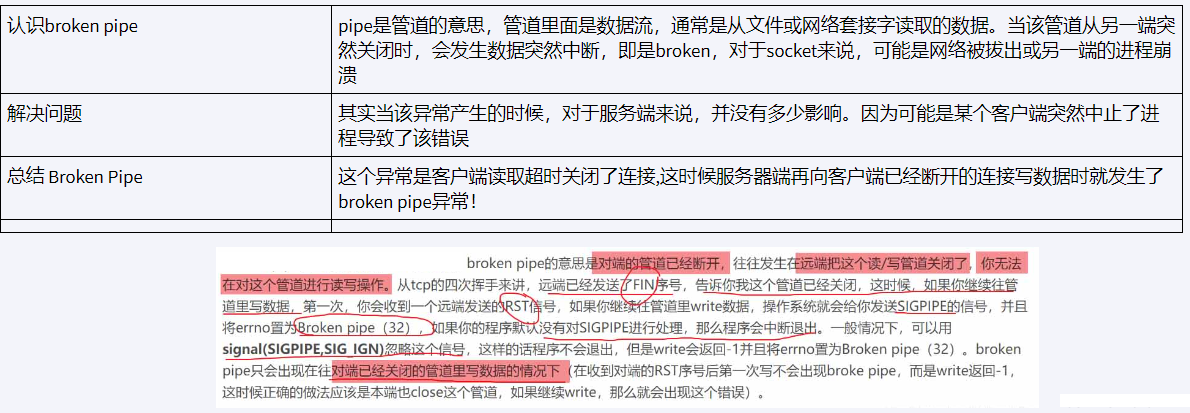 认识broken pipe
pipe是管道的意思，管道里面是数据流，通常是从文件或网络套接字读取的数据。当该管道从另一端突
然关闭时，会发生数据突然中断，即是broken，对于socket来说，可能是网络被拔出或另一端的进程崩
溃
解决问题
其实当该异常产生的时候，对于服务端来说，并没有多少影响。因为可能是某个客户端突然中止了进
程导致了该错误
总结 Broken Pipe
这个异常是客户端读取超时关闭了连接,这时候服务器端再向客户端已经断开的连接写数据时就发生了
broken pipe异常！
broken pipe的意思是对端的管道已经断开，往往发生在远端把这个读/写管道关闭了，你无法
在对这个管道进行读写操作。从tcp的四次挥手来讲，远端已经发送了FIN序号，告诉你我这个管道已经关闭，这时候，如果你继续往管
道里写数据，第一次，你会收到一个远端发送的RST信号，如果你继续往管道里write数据，操作系统就会给你发送SIGPIPE的信号，并且
将errno置为Broken pipe（32），如果你的程序默认没有对SIGPIPE进行处理，那么程序会中断退出。一般情况下，可以用
signal(SIGPIPE,SIG_IGN)忽略这个信号，这样的话程序不会退出，但是write会返回-1并且将errno置为Broken pipe（32）。broken
pipe只会出现在往对端已经关闭的管道里写数据的情况下（在收到对端的RST序号后第一次写不会出现broke pipe，而是write返回-1，
这时候正确的做法应该是本端也close这个管道，如果继续write，那么就会出现这个错误）。